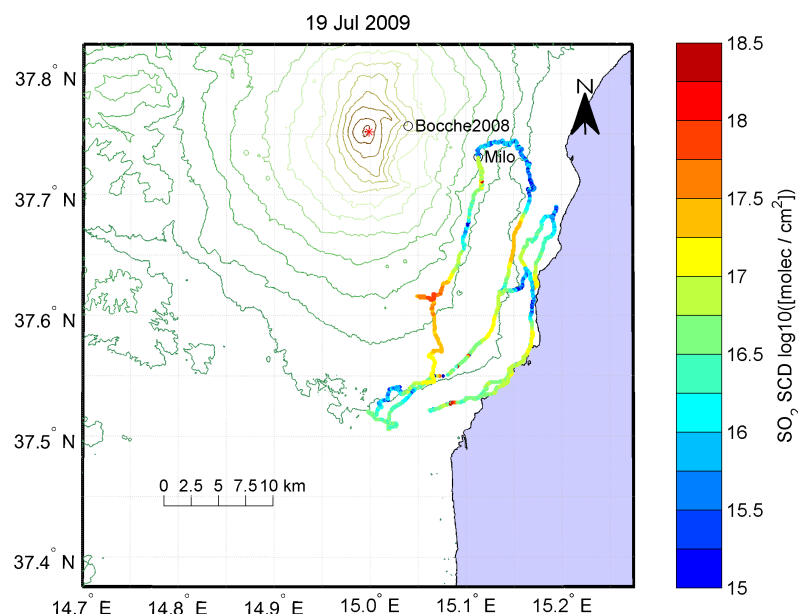 19 Jul 2009
37.8° N
37.7° N
37.6° N
37.5° N
37.4° N
14.7° E
14.8° E
14.9° E
15.0° E
15.1° E
15.2° E
Bocche2008
Milo
N
0 2.5 5 7.5 10 km
18.5
18
17.5
17
16.5
16
15.5
15
SO₂ SCD log10([molec / cm²])